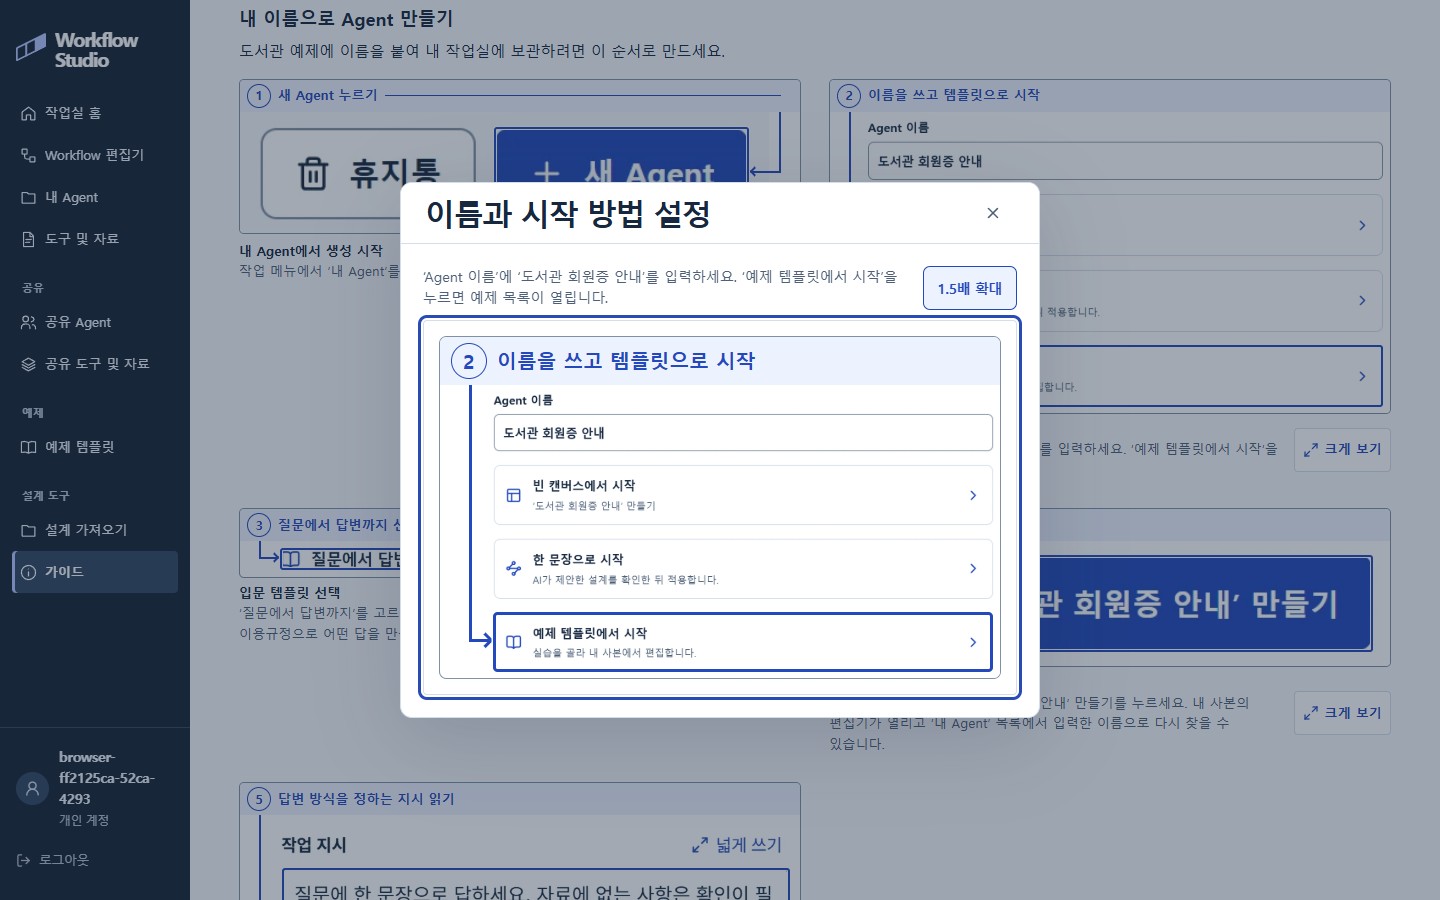 Workflow
Studio
작업실 홈
Workflow 편집기
내 Agent
도구 및 자료
공유
공유 Agent
공유 도구 및 자료
예제
예제 템플릿
설계 도구
설계 가져오기
가이드
browser-
ff2125ca-52ca-
4293
개인 계정
로그아웃
내 이름으로 Agent 만들기
도서관 예제에 이름을 붙여 내 작업실에 보관하려면 이 순서로 만드세요.
1 새 Agent 누르기
휴지통
+ 새 Agent
내 Agent에서 생성 시작
작업 메뉴에서 '내 Agent'를
2 이름을 쓰고 템플릿으로 시작
Agent 이름
도서관 회원증 안내
적용합니다.
합니다.
를 입력하세요. '예제 템플릿에서 시작'을
크게 보기
이름과 시작 방법 설정
'Agent 이름'에 '도서관 회원증 안내'를 입력하세요. '예제 템플릿에서 시작'을
누르면 예제 목록이 열립니다.
1.5배 확대
2 이름을 쓰고 템플릿으로 시작
Agent 이름
도서관 회원증 안내
빈 캔버스에서 시작
'도서관 회원증 안내' 만들기
한 문장으로 시작
AI가 제안한 설계를 확인한 뒤 적용합니다.
예제 템플릿에서 시작
실습을 골라 내 사본에서 편집합니다.
3 질문에서 답변까지
질문에서 답변
입문 템플릿 선택
'질문에서 답변까지'를 고르
이용규정으로 어떤 답을 만
관 회원증 안내' 만들기
안내' 만들기를 누르세요. 내 사본의
편집기가 열리고 '내 Agent' 목록에서 입력한 이름으로 다시 찾을 수
있습니다.
크게 보기
5 답변 방식을 정하는 지시 읽기
작업 지시
넓게 쓰기
질문에 한 문장으로 답하세요. 자료에 없는 사항은 확인이 필